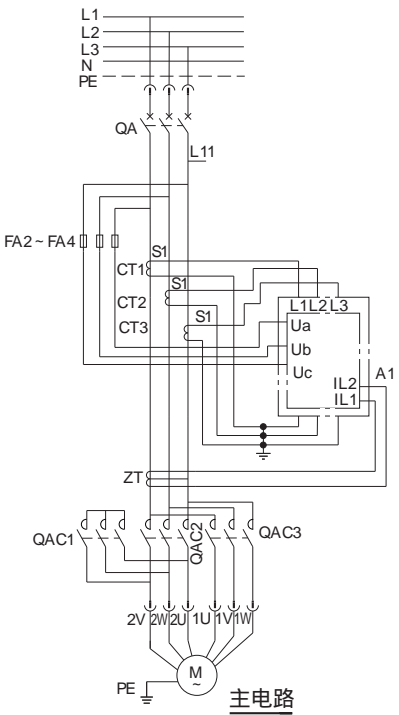 L1
L2
L3
N
PE
QA
L11
FA2~FA4
S1
CT1
S1
CT2
S1
CT3
L1 L2 L3
Ua
Ub
Uc
A1
IL2
IL1
ZT
QAC1
QAC2
QAC3
2V 2W 2U 1U 1V 1W
M
~
PE
主电路